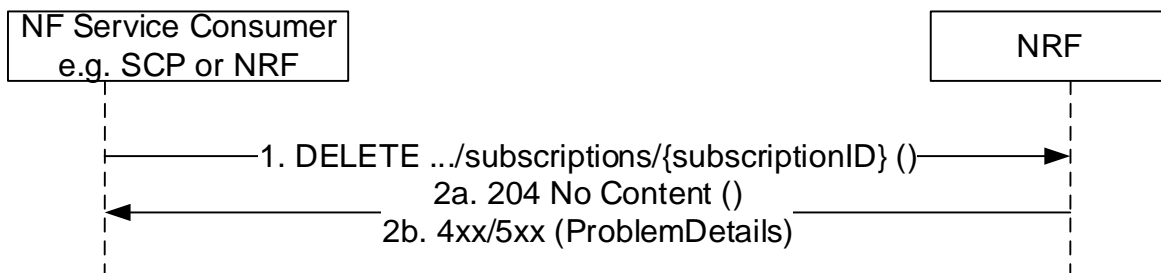 NF Service Consumer
e.g. SCP or NRF
NRF
1. DELETE .../subscriptions/{subscriptionID} ()
2a. 204 No Content ()
2b. 4xx/5xx (ProblemDetails)